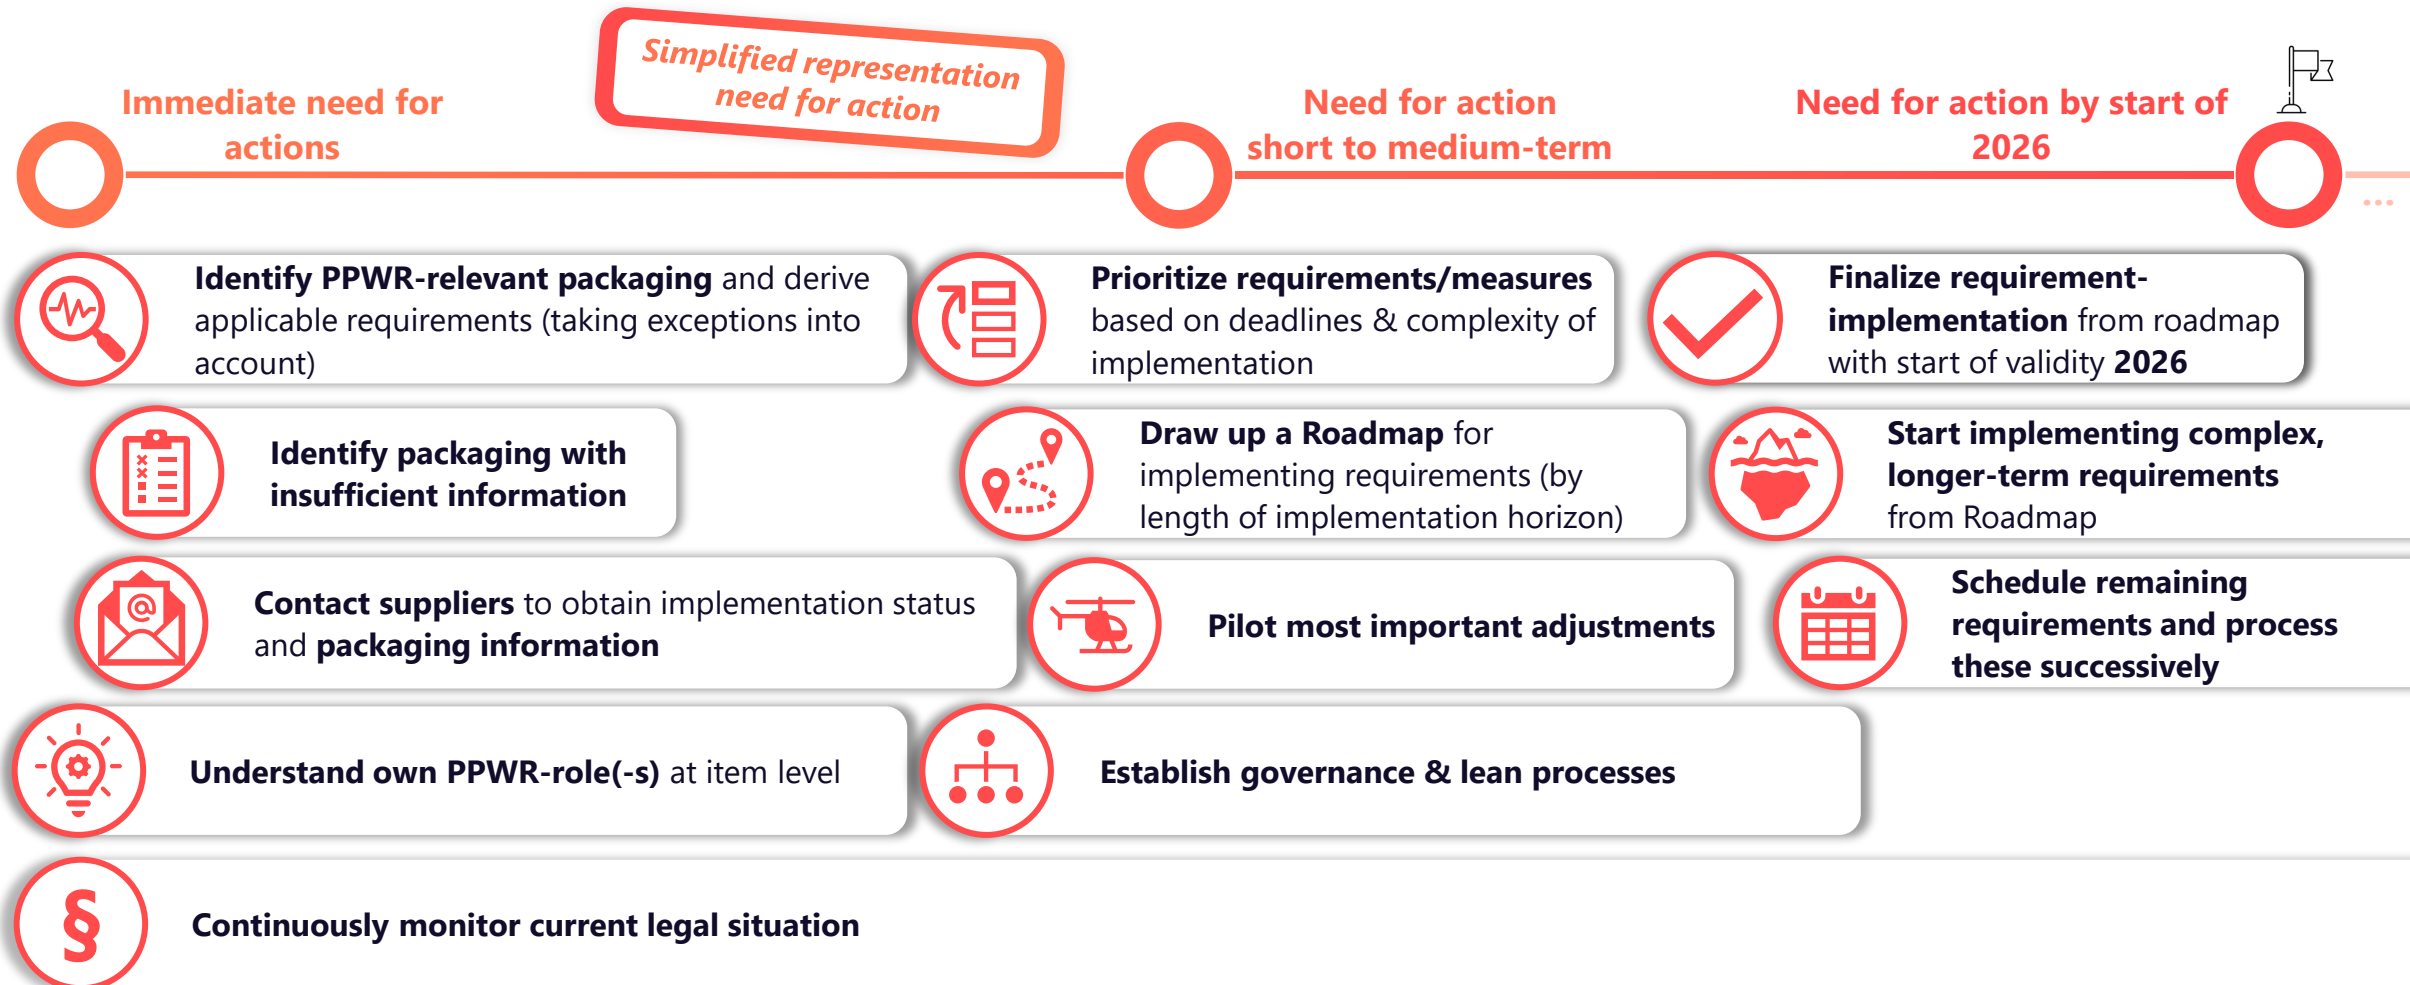 Simplified representation
need for action
Immediate need for
actions
Need for action
short to medium-term
Need for action by start of
2026
...
Identify PPWR-relevant packaging and derive
applicable requirements (taking exceptions into
account)
Prioritize requirements/measures
based on deadlines & complexity of
implementation
Finalize requirement-
implementation from roadmap
with start of validity 2026
Identify packaging with
insufficient information
Draw up a Roadmap for
implementing requirements (by
length of implementation horizon)
Start implementing complex,
longer-term requirements
from Roadmap
@
Contact suppliers to obtain implementation status
and packaging information
Pilot most important adjustments
Schedule remaining
requirements and process
these successively
Understand own PPWR-role(-s) at item level
Establish governance & lean processes
§
Continuously monitor current legal situation